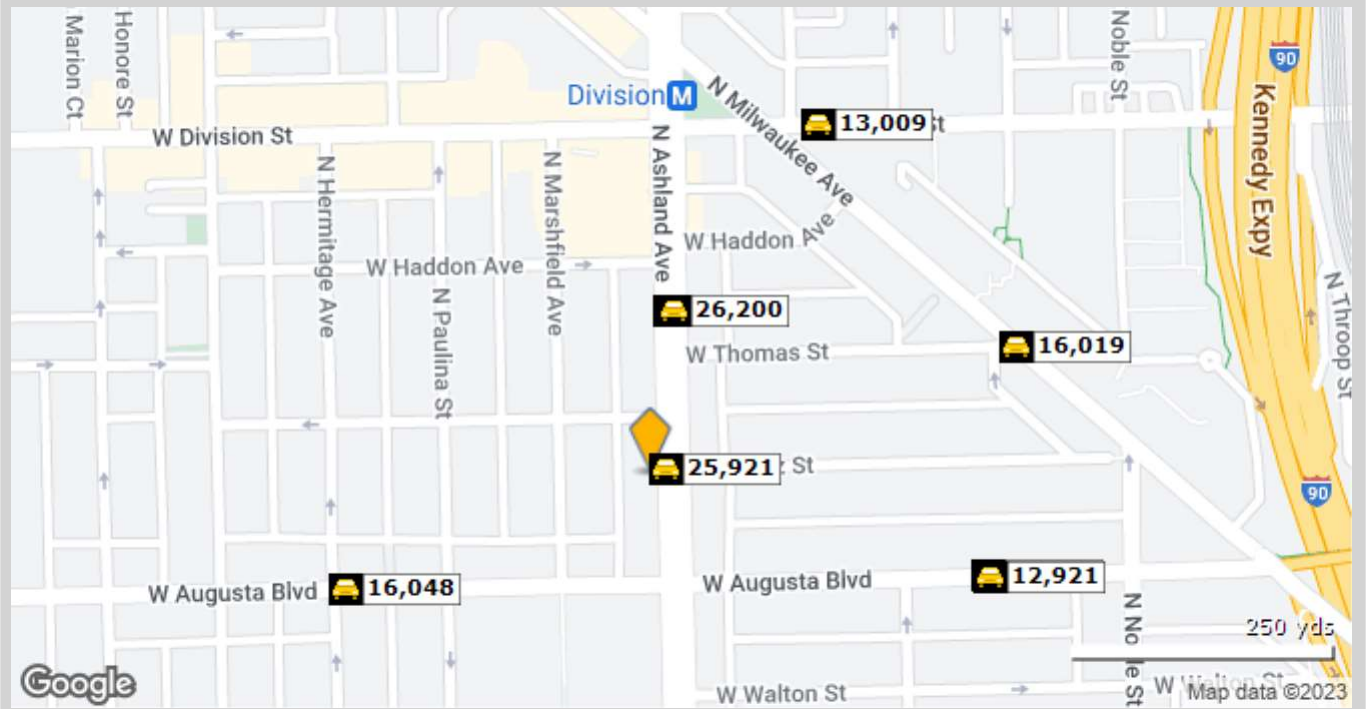 Marion Ct
Honore St
Noble St
90
Division M
N Milwaukee Ave
Kennedy Expy
13,009 St
W Division St
N Hermitage Ave
N Marshfield Ave
N Ashland Ave
W Haddon Ave
W Haddon Ave
N Paulina St
N Throop St
26,200
W Thomas St
16,019
25,921 St
90
W Augusta Blvd
16,048
W Augusta Blvd
12,921
N No le St
250 yds
Google
W Walton St
W Walton St
Map data ©2023